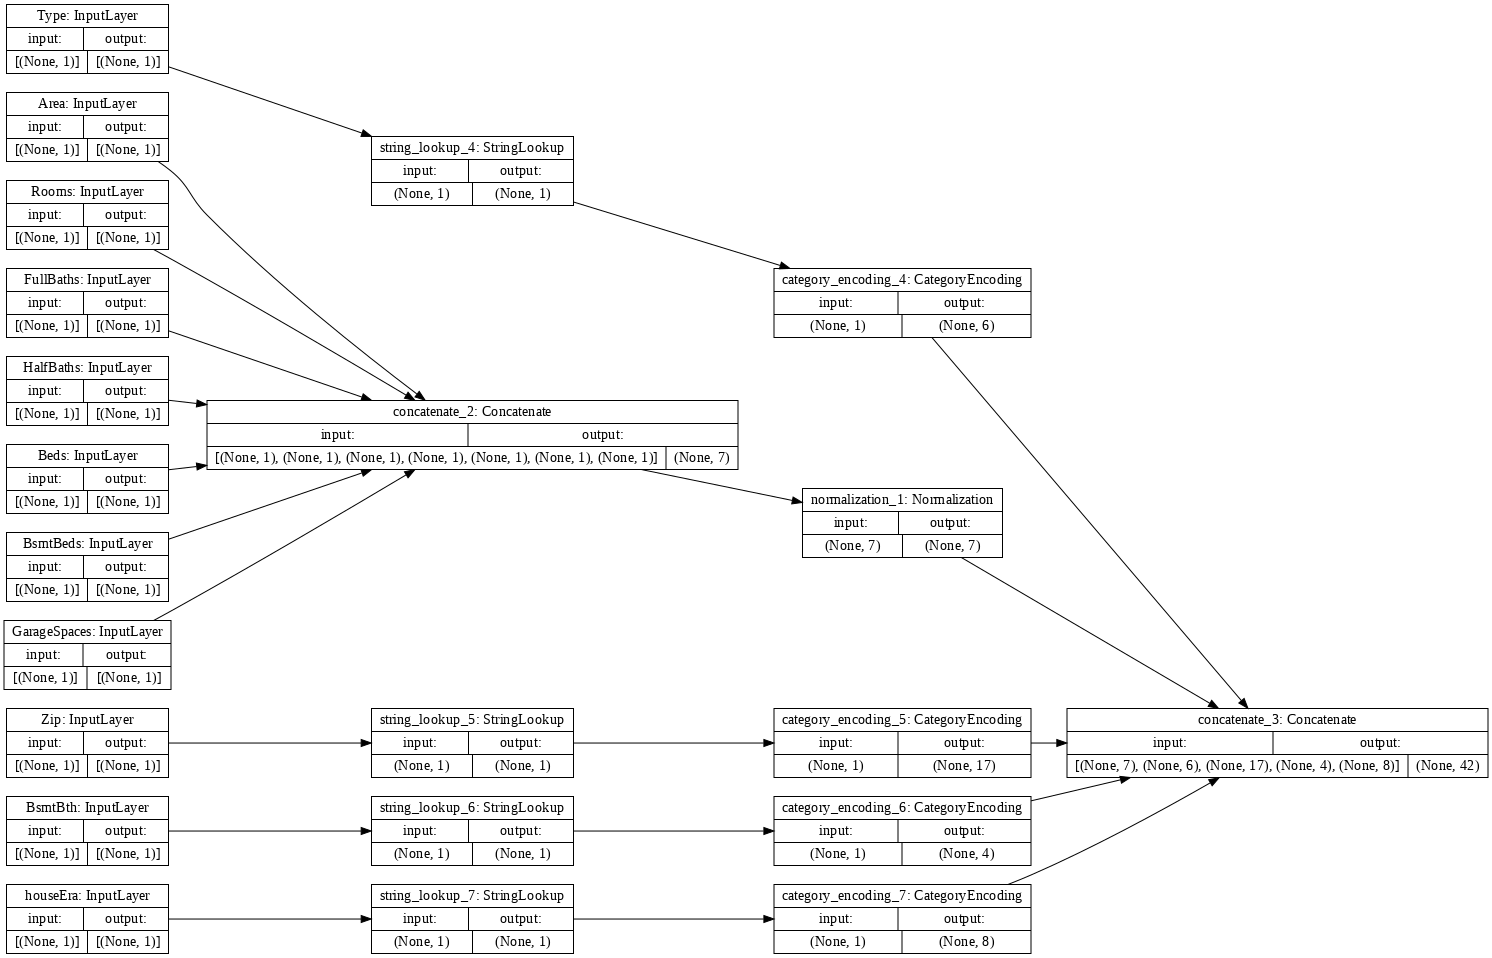 Type: InputLayer
input: output:
[(None, 1)] [(None, 1)]
Area: InputLayer
input: output:
[(None, 1)] [(None, 1)]
Rooms: InputLayer
input: output:
[(None, 1)] [(None, 1)]
FullBaths: InputLayer
input: output:
[(None, 1)] [(None, 1)]
HalfBaths: InputLayer
input: output:
[(None, 1)] [(None, 1)]
Beds: InputLayer
input: output:
[(None, 1)] [(None, 1)]
BsmtBeds: InputLayer
input: output:
[(None, 1)] [(None, 1)]
GarageSpaces: InputLayer
input: output:
[(None, 1)] [(None, 1)]
Zip: InputLayer
input: output:
[(None, 1)] [(None, 1)]
BsmtBth: InputLayer
input: output:
[(None, 1)] [(None, 1)]
houseEra: InputLayer
input: output:
[(None, 1)] [(None, 1)]
string_lookup_4: StringLookup
input: output:
(None, 1) (None, 1)
concatenate_2: Concatenate
input: output:
[(None, 1), (None, 1), (None, 1), (None, 1), (None, 1), (None, 1), (None, 1)] (None, 7)
string_lookup_5: StringLookup
input: output:
(None, 1) (None, 1)
string_lookup_6: StringLookup
input: output:
(None, 1) (None, 1)
string_lookup_7: StringLookup
input: output:
(None, 1) (None, 1)
category_encoding_4: CategoryEncoding
input: output:
(None, 1) (None, 6)
normalization_1: Normalization
input: output:
(None, 7) (None, 7)
category_encoding_5: CategoryEncoding
input: output:
(None, 1) (None, 17)
category_encoding_6: CategoryEncoding
input: output:
(None, 1) (None, 4)
category_encoding_7: CategoryEncoding
input: output:
(None, 1) (None, 8)
concatenate_3: Concatenate
input: output:
[(None, 7), (None, 6), (None, 17), (None, 4), (None, 8)] (None, 42)